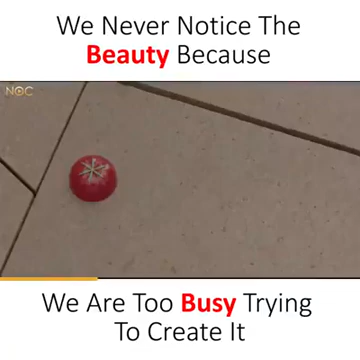 We Never Notice The
Beauty Because
NOC
We Are Too Busy Trying
To Create It